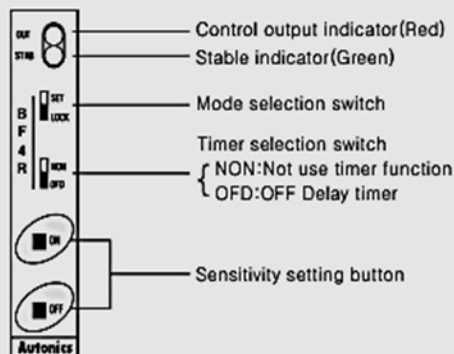 OUT
STAB
SET
LOCK
BF4R
NON
OFD
ON
OFF
Autonics
Control output indicator(Red)
Stable indicator(Green)
Mode selection switch
Timer selection switch
NON:Not use timer function
OFD:OFF Delay timer
Sensitivity setting button